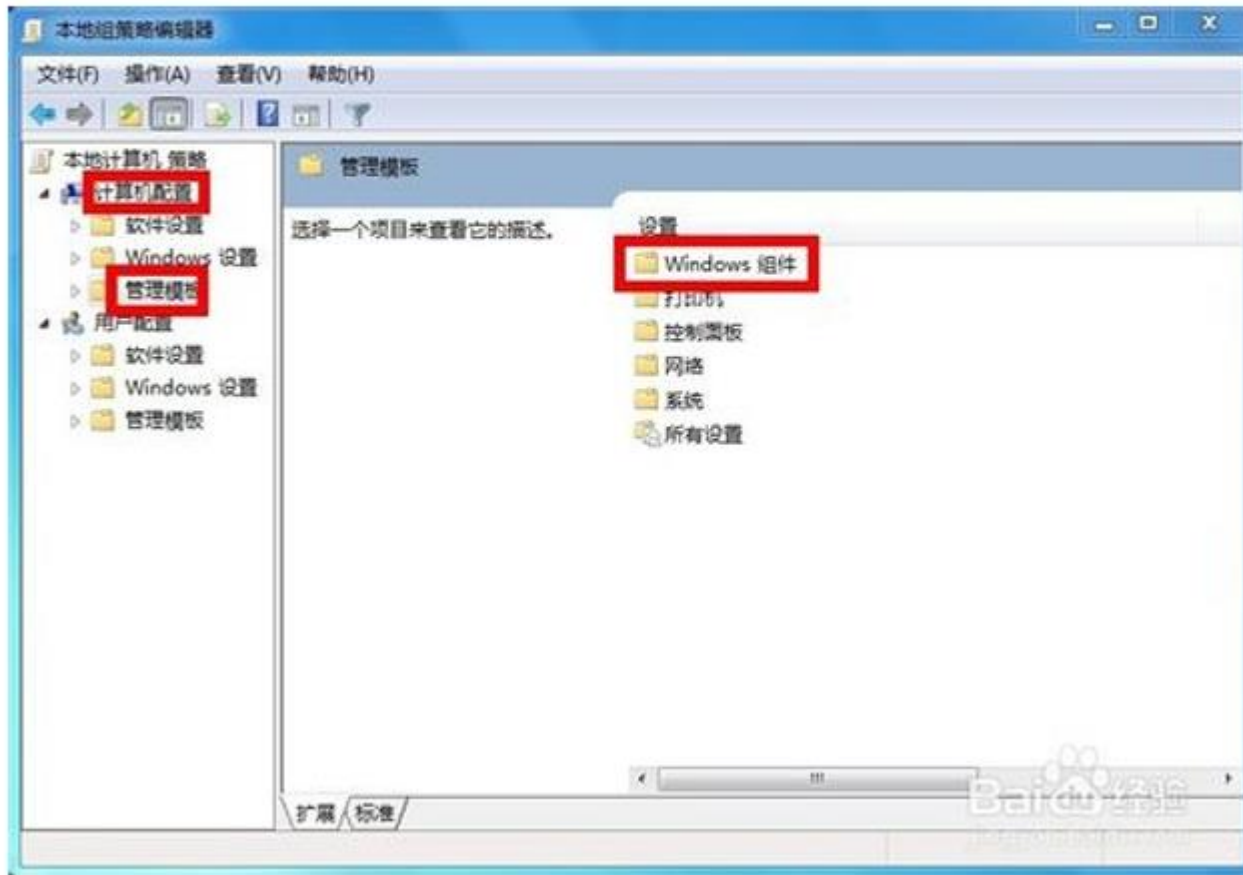 本地组策略编辑器
文件(F) 操作(A) 查看(V) 帮助(H)
本地计算机 策略
计算机配置
软件设置
Windows 设置
管理模板
用户配置
软件设置
Windows 设置
管理模板
管理模板
选择一个项目来查看它的描述。
设置
Windows 组件
打印机
控制面板
网络
系统
所有设置
扩展 标准
Baidu 经验